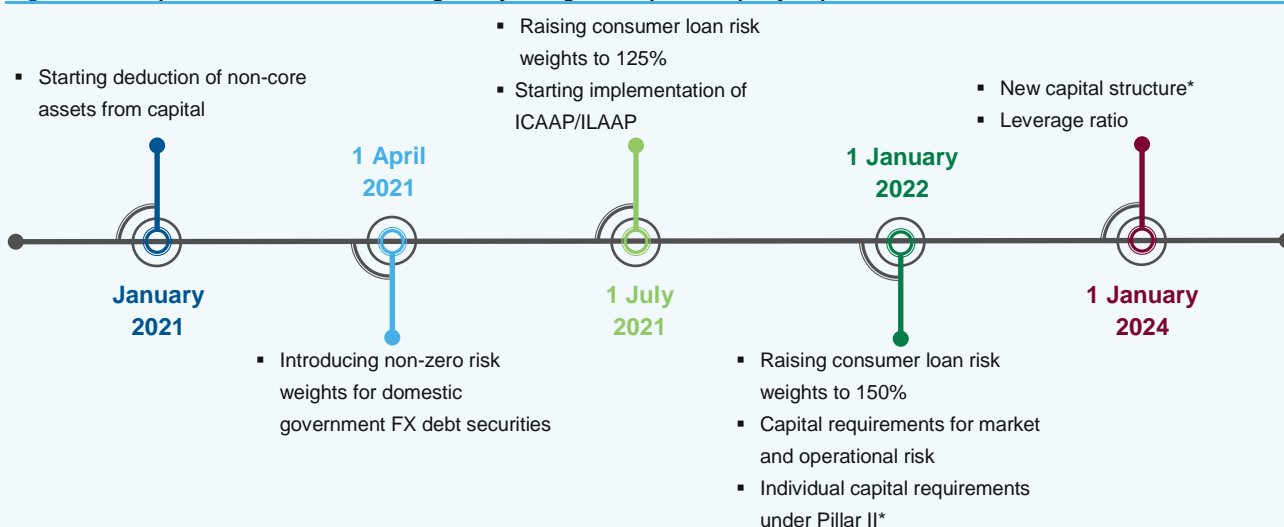 ▪ Starting deduction of non-core
assets from capital
January
2021
1 April
2021
▪ Introducing non-zero risk
weights for domestic
government FX debt securities
▪ Raising consumer loan risk
weights to 125%
▪ Starting implementation of
ICAAP/ILAAP
1 July
2021
1 January
2022
▪ Raising consumer loan risk
weights to 150%
▪ Capital requirements for market
and operational risk
▪ Individual capital requirements
under Pillar II*
▪ New capital structure*
▪ Leverage ratio
1 January
2024